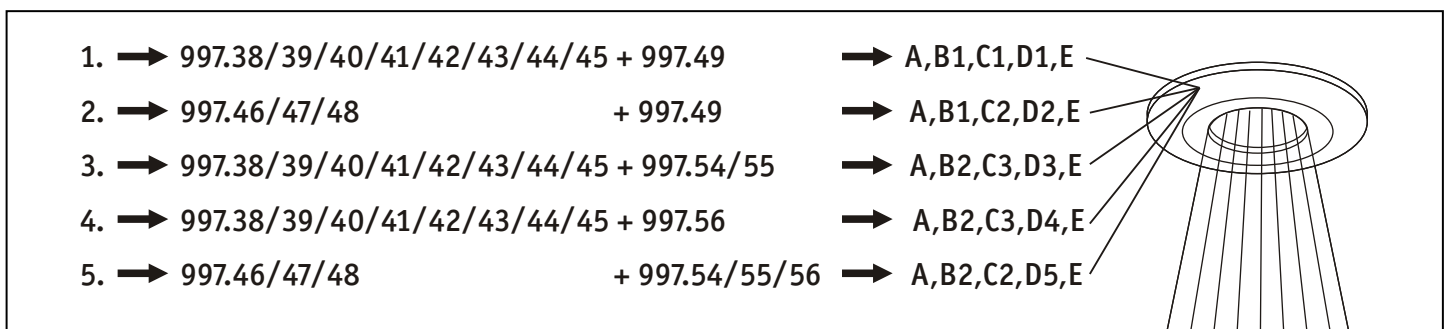 1. → 997.38/39/40/41/42/43/44/45 + 997.49 → A,B1,C1,D1,E
2. → 997.46/47/48 + 997.49 → A,B1,C2,D2,E
3. → 997.38/39/40/41/42/43/44/45 + 997.54/55 → A,B2,C3,D3,E
4. → 997.38/39/40/41/42/43/44/45 + 997.56 → A,B2,C3,D4,E
5. → 997.46/47/48 + 997.54/55/56 → A,B2,C2,D5,E